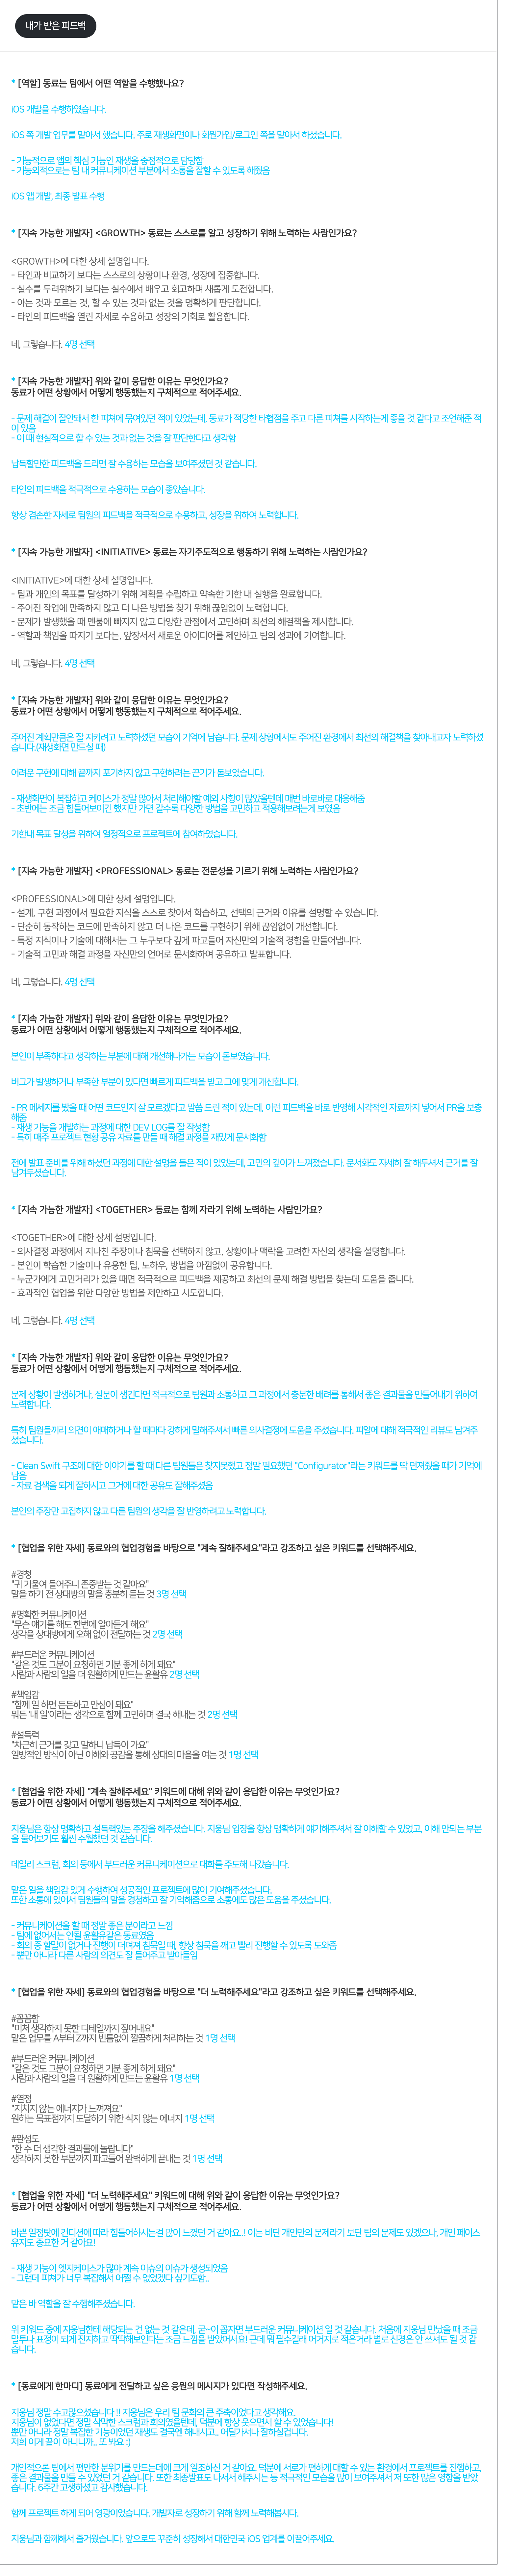 내가 받은 피드백
* [역할] 동료는 팀에서 어떤 역할을 수행했나요?
iOS 개발을 수행하였습니다.
iOS 쪽 개발 업무를 맡아서 했습니다. 주로 재생화면이나 회원가입/로그인 쪽을 맡아서 하셨습니다.
- 기능적으로 앱의 핵심 기능인 재생을 중점적으로 담당함
- 기능외적으로는 팀 내 커뮤니케이션 부분에서 소통을 잘할 수 있도록 해줬음
iOS 앱 개발, 최종 발표 수행
* [지속 가능한 개발자] <GROWTH> 동료는 스스로를 알고 성장하기 위해 노력하는 사람인가요?
<GROWTH>에 대한 상세 설명입니다.
- 타인과 비교하기 보다는 스스로의 상황이나 환경, 성장에 집중합니다.
- 실수를 두려워하기 보다는 실수에서 배우고 회고하며 새롭게 도전합니다.
- 아는 것과 모르는 것, 할 수 있는 것과 없는 것을 명확하게 판단합니다.
- 타인의 피드백을 열린 자세로 수용하고 성장의 기회로 활용합니다.
네, 그렇습니다. 4명 선택
* [지속 가능한 개발자] 위와 같이 응답한 이유는 무엇인가요?
동료가 어떤 상황에서 어떻게 행동했는지 구체적으로 적어주세요.
- 문제 해결이 잘안돼서 한 피쳐에 묶여있던 적이 있었는데, 동료가 적당한 타협점을 주고 다른 피쳐를 시작하는게 좋을 것 같다고 조언해준 적
이 있음
- 이 때 현실적으로 할 수 있는 것과 없는 것을 잘 판단한다고 생각함
납득할만한 피드백을 드리면 잘 수용하는 모습을 보여주셨던 것 같습니다.
타인의 피드백을 적극적으로 수용하는 모습이 좋았습니다.
항상 겸손한 자세로 팀원의 피드백을 적극적으로 수용하고, 성장을 위하여 노력합니다.
* [지속 가능한 개발자] <INITIATIVE> 동료는 자기주도적으로 행동하기 위해 노력하는 사람인가요?
<INITIATIVE>에 대한 상세 설명입니다.
- 팀과 개인의 목표를 달성하기 위해 계획을 수립하고 약속한 기한 내 실행을 완료합니다.
- 주어진 작업에 만족하지 않고 더 나은 방법을 찾기 위해 끊임없이 노력합니다.
- 문제가 발생했을 때 멘붕에 빠지지 않고 다양한 관점에서 고민하며 최선의 해결책을 제시합니다.
- 역할과 책임을 따지기 보다는, 앞장서서 새로운 아이디어를 제안하고 팀의 성과에 기여합니다.
네, 그렇습니다. 4명 선택
* [지속 가능한 개발자] 위와 같이 응답한 이유는 무엇인가요?
동료가 어떤 상황에서 어떻게 행동했는지 구체적으로 적어주세요.
주어진 계획만큼은 잘 지키려고 노력하셨던 모습이 기억에 남습니다. 문제 상황에서도 주어진 환경에서 최선의 해결책을 찾아내고자 노력하셨
습니다.(재생화면 만드실 때)
어려운 구현에 대해 끝까지 포기하지 않고 구현하려는 끈기가 돋보였습니다.
- 재생화면이 복잡하고 케이스가 정말 많아서 처리해야할 예외 사항이 많았을텐데 매번 바로바로 대응해줌
- 초반에는 조금 힘들어보이긴 했지만 가면 갈수록 다양한 방법을 고민하고 적용해보려는게 보였음
기한내 목표 달성을 위하여 열정적으로 프로젝트에 참여하였습니다.
* [지속 가능한 개발자] <PROFESSIONAL> 동료는 전문성을 기르기 위해 노력하는 사람인가요?
<PROFESSIONAL>에 대한 상세 설명입니다.
- 설계, 구현 과정에서 필요한 지식을 스스로 찾아서 학습하고, 선택의 근거와 이유를 설명할 수 있습니다.
- 단순히 동작하는 코드에 만족하지 않고 더 나은 코드를 구현하기 위해 끊임없이 개선합니다.
- 특정 지식이나 기술에 대해서는 그 누구보다 깊게 파고들어 자신만의 기술적 경험을 만들어냅니다.
- 기술적 고민과 해결 과정을 자신만의 언어로 문서화하여 공유하고 발표합니다.
네, 그렇습니다. 4명 선택
* [지속 가능한 개발자] 위와 같이 응답한 이유는 무엇인가요?
동료가 어떤 상황에서 어떻게 행동했는지 구체적으로 적어주세요.
본인이 부족하다고 생각하는 부분에 대해 개선해나가는 모습이 돋보였습니다.
버그가 발생하거나 부족한 부분이 있다면 빠르게 피드백을 받고 그에 맞게 개선합니다.
- PR 메세지를 봤을 때 어떤 코드인지 잘 모르겠다고 말씀 드린 적이 있는데, 이런 피드백을 바로 반영해 시각적인 자료까지 넣어서 PR을 보충
해줌
- 재생 기능을 개발하는 과정에 대한 DEV LOG를 잘 작성함
- 특히 매주 프로젝트 현황 공유 자료를 만들 때 해결 과정을 재밌게 문서화함
전에 발표 준비를 위해 하셨던 과정에 대한 설명을 들은 적이 있었는데, 고민의 깊이가 느껴졌습니다. 문서화도 자세히 잘 해두셔서 근거를 잘
남겨두셨습니다.
* [지속 가능한 개발자] <TOGETHER> 동료는 함께 자라기 위해 노력하는 사람인가요?
<TOGETHER>에 대한 상세 설명입니다.
- 의사결정 과정에서 지나친 주장이나 침묵을 선택하지 않고, 상황이나 맥락을 고려한 자신의 생각을 설명합니다.
- 본인이 학습한 기술이나 유용한 팁, 노하우, 방법을 아낌없이 공유합니다.
- 누군가에게 고민거리가 있을 때면 적극적으로 피드백을 제공하고 최선의 문제 해결 방법을 찾는데 도움을 줍니다.
- 효과적인 협업을 위한 다양한 방법을 제안하고 시도합니다.
네, 그렇습니다. 4명 선택
* [지속 가능한 개발자] 위와 같이 응답한 이유는 무엇인가요?
동료가 어떤 상황에서 어떻게 행동했는지 구체적으로 적어주세요.
문제 상황이 발생하거나, 질문이 생긴다면 적극적으로 팀원과 소통하고 그 과정에서 충분한 배려를 통해서 좋은 결과물을 만들어내기 위하여
노력합니다.
특히 팀원들끼리 의견이 애매하거나 할 때마다 강하게 말해주셔서 빠른 의사결정에 도움을 주셨습니다. 피알에 대해 적극적인 리뷰도 남겨주
셨습니다.
- Clean Swift 구조에 대한 이야기를 할 때 다른 팀원들은 찾지못했고 정말 필요했던 "Configurator"라는 키워드를 딱 던져줬을 때가 기억에
남음
- 자료 검색을 되게 잘하시고 그거에 대한 공유도 잘해주셨음
본인의 주장만 고집하지 않고 다른 팀원의 생각을 잘 반영하려고 노력합니다.
* [협업을 위한 자세] 동료와의 협업경험을 바탕으로 "계속 잘해주세요"라고 강조하고 싶은 키워드를 선택해주세요.
#경청
"귀 기울여 들어주니 존중받는 것 같아요"
말을 하기 전 상대방의 말을 충분히 듣는 것 3명 선택
#명확한 커뮤니케이션
"무슨 얘기를 해도 한번에 알아듣게 해요"
생각을 상대방에게 오해 없이 전달하는 것 2명 선택
#부드러운 커뮤니케이션
"같은 것도 그분이 요청하면 기분 좋게 하게 돼요"
사람과 사람의 일을 더 원활하게 만드는 윤활유 2명 선택
#책임감
"함께 일 하면 든든하고 안심이 돼요"
뭐든 '내 일'이라는 생각으로 함께 고민하며 결국 해내는 것 2명 선택
#설득력
"차근히 근거를 갖고 말하니 납득이 가요"
일방적인 방식이 아닌 이해와 공감을 통해 상대의 마음을 여는 것 1명 선택
* [협업을 위한 자세] "계속 잘해주세요" 키워드에 대해 위와 같이 응답한 이유는 무엇인가요?
동료가 어떤 상황에서 어떻게 행동했는지 구체적으로 적어주세요.
지웅님은 항상 명확하고 설득력있는 주장을 해주셨습니다. 지웅님 입장을 항상 명확하게 얘기해주셔서 잘 이해할 수 있었고, 이해 안되는 부분
을 물어보기도 훨씬 수월했던 것 같습니다.
데일리 스크럼, 회의 등에서 부드러운 커뮤니케이션으로 대화를 주도해 나갔습니다.
맡은 일을 책임감 있게 수행하여 성공적인 프로젝트에 많이 기여해주셨습니다.
또한 소통에 있어서 팀원들의 말을 경청하고 잘 기억해줌으로 소통에도 많은 도움을 주셨습니다.
- 커뮤니케이션을 할 때 정말 좋은 분이라고 느낌
- 팀에 없어서는 안될 윤활유같은 동료였음
- 회의 중 할말이 없거나 진행이 더뎌져 침묵일 때, 항상 침묵을 깨고 빨리 진행할 수 있도록 도와줌
- 뿐만 아니라 다른 사람의 의견도 잘 들어주고 받아들임
* [협업을 위한 자세] 동료와의 협업경험을 바탕으로 "더 노력해주세요"라고 강조하고 싶은 키워드를 선택해주세요.
#꼼꼼함
"미처 생각하지 못한 디테일까지 짚어내요"
맡은 업무를 A부터 Z까지 빈틈없이 깔끔하게 처리하는 것 1명 선택
#부드러운 커뮤니케이션
"같은 것도 그분이 요청하면 기분 좋게 하게 돼요"
사람과 사람의 일을 더 원활하게 만드는 윤활유 1명 선택
#열정
"지치지 않는 에너지가 느껴져요"
원하는 목표점까지 도달하기 위한 식지 않는 에너지 1명 선택
#완성도
"한 수 더 생각한 결과물에 놀랍니다"
생각하지 못한 부분까지 파고들어 완벽하게 끝내는 것 1명 선택
* [협업을 위한 자세] "더 노력해주세요" 키워드에 대해 위와 같이 응답한 이유는 무엇인가요?
동료가 어떤 상황에서 어떻게 행동했는지 구체적으로 적어주세요.
바쁜 일정탓에 컨디션에 따라 힘들어하시는걸 많이 느꼈던 거 같아요..! 이는 비단 개인만의 문제라기 보단 팀의 문제도 있겠으나, 개인 페이스
유지도 중요한 거 같아요!
- 재생 기능이 엣지케이스가 많아 계속 이슈의 이슈가 생성되었음
- 그런데 피쳐가 너무 복잡해서 어쩔 수 없었겠다 싶기도함..
맡은 바 역할을 잘 수행해주셨습니다.
위 키워드 중에 지웅님한테 해당되는 건 없는 것 같은데, 굳~이 꼽자면 부드러운 커뮤니케이션 일 것 같습니다. 처음에 지웅님 만났을 때 조금
말투나 표정이 되게 진지하고 딱딱해보인다는 조금 느낌을 받았어서요! 근데 뭐 필수길래 어거지로 적은거라 별로 신경은 안 쓰셔도 될 것 같
습니다.
* [동료에게 한마디] 동료에게 전달하고 싶은 응원의 메시지가 있다면 작성해주세요.
지웅님 정말 수고많으셨습니다 !! 지웅님은 우리 팀 문화의 큰 주축이었다고 생각해요.
지웅님이 없었다면 정말 삭막한 스크럼과 회의였을텐데, 덕분에 항상 웃으면서 할 수 있었습니다!
뿐만 아니라 정말 복잡한 기능이었던 재생도 결국엔 해내시고.. 어딜가서나 잘하실겁니다.
저희 이게 끝이 아니니까.. 또 봐요 :)
개인적으론 팀에서 편안한 분위기를 만드는데에 크게 일조하신 거 같아요. 덕분에 서로가 편하게 대할 수 있는 환경에서 프로젝트를 진행하고,
좋은 결과물을 만들 수 있었던 거 같습니다. 또한 최종발표도 나서서 해주시는 등 적극적인 모습을 많이 보여주셔서 저 또한 많은 영향을 받았
습니다. 6주간 고생하셨고 감사했습니다.
함께 프로젝트 하게 되어 영광이었습니다. 개발자로 성장하기 위해 함께 노력해봅시다.
지웅님과 함께해서 즐거웠습니다. 앞으로도 꾸준히 성장해서 대한민국 iOS 업계를 이끌어주세요.